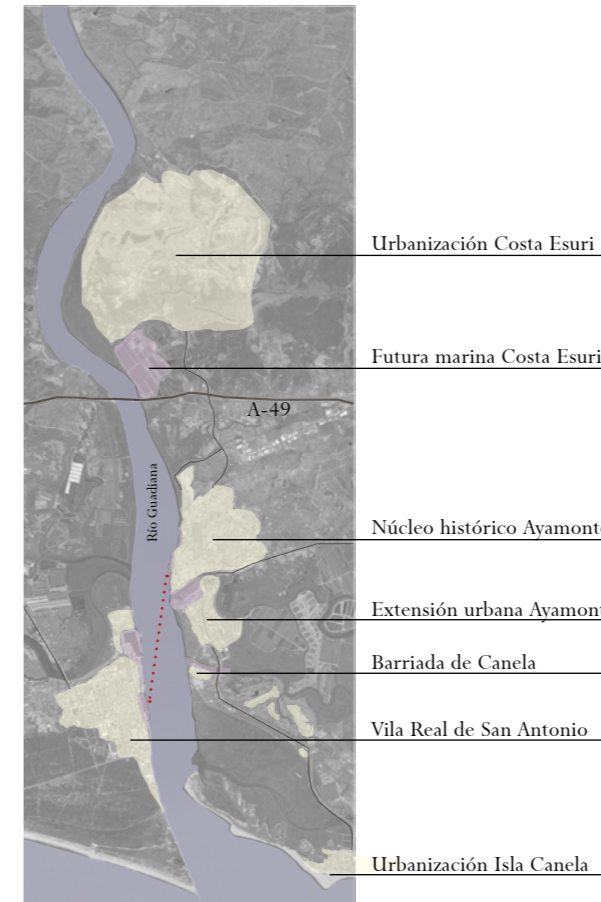 Urbanización Costa Esuri
Futura marina Costa Esuri
A-49
Río Guadiana
Núcleo histórico Ayamont
Extensión urbana Ayamon
Barriada de Canela
Vila Real de San Antonio
Urbanización Isla Canela